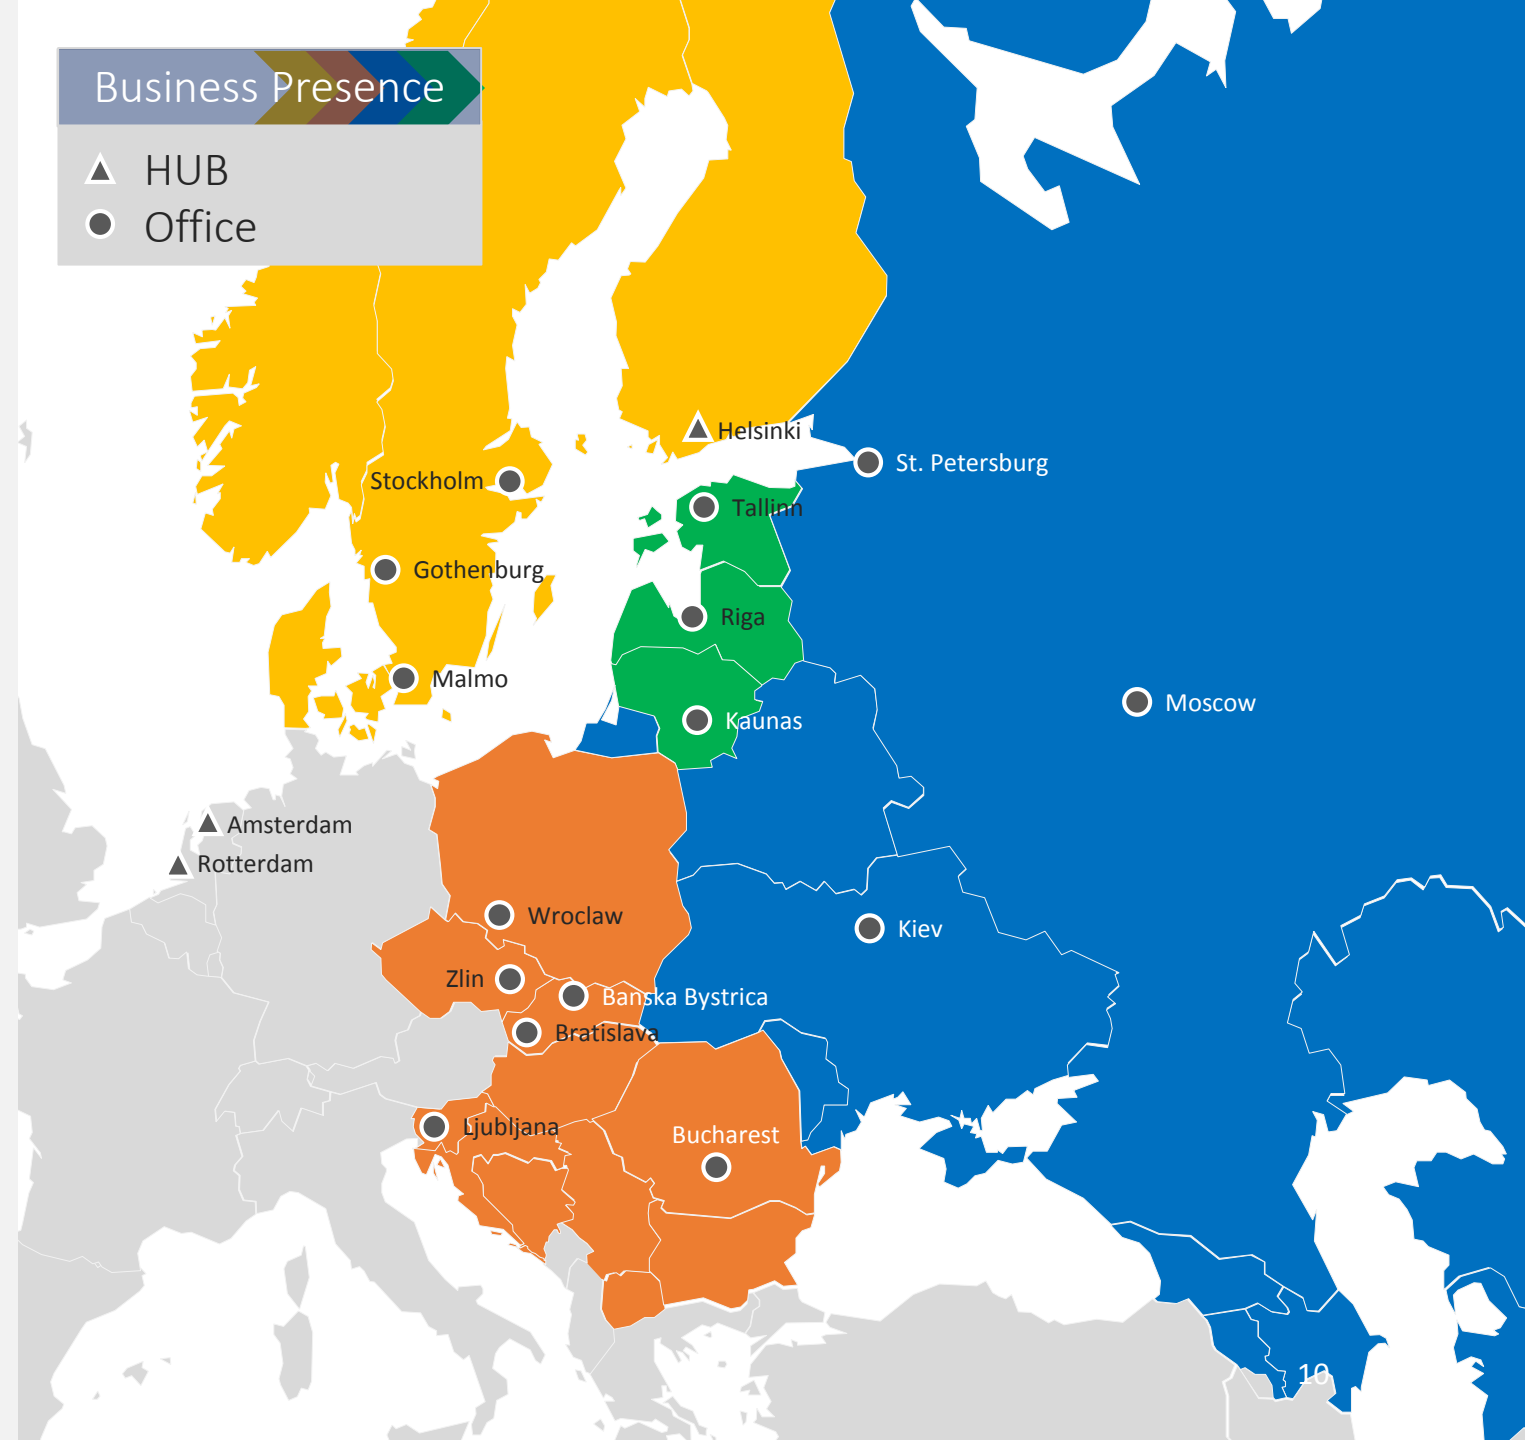 Business Presence
HUB
Office
Helsinki
St. Petersburg
Stockholm
Tallinn
Gothenburg
Riga
Malmo
Moscow
Kaunas
Amsterdam
Rotterdam
Wroclaw
Kiev
Zlin
Banska Bystrica
Bratislava
Ljubljana
Bucharest
10